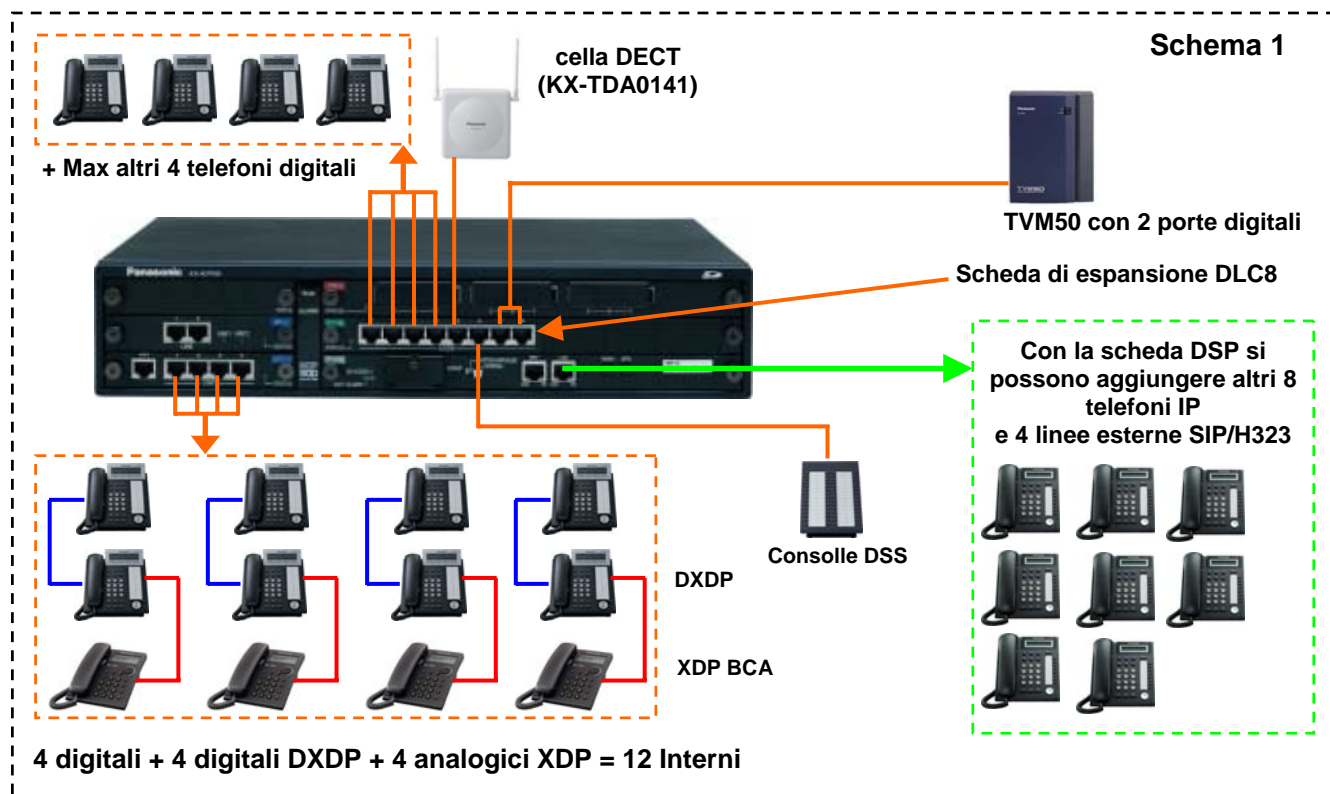 Schema 1
cella DECT
(KX-TDA0141)
+ Max altri 4 telefoni digitali
TVM50 con 2 porte digitali
Panasonic
Scheda di espansione DLC8
Con la scheda DSP si
possono aggiungere altri 8
telefoni IP
e 4 linee esterne SIP/H323
Consolle DSS
DXDP
XDP BCA
4 digitali + 4 digitali DXDP + 4 analogici XDP = 12 Interni